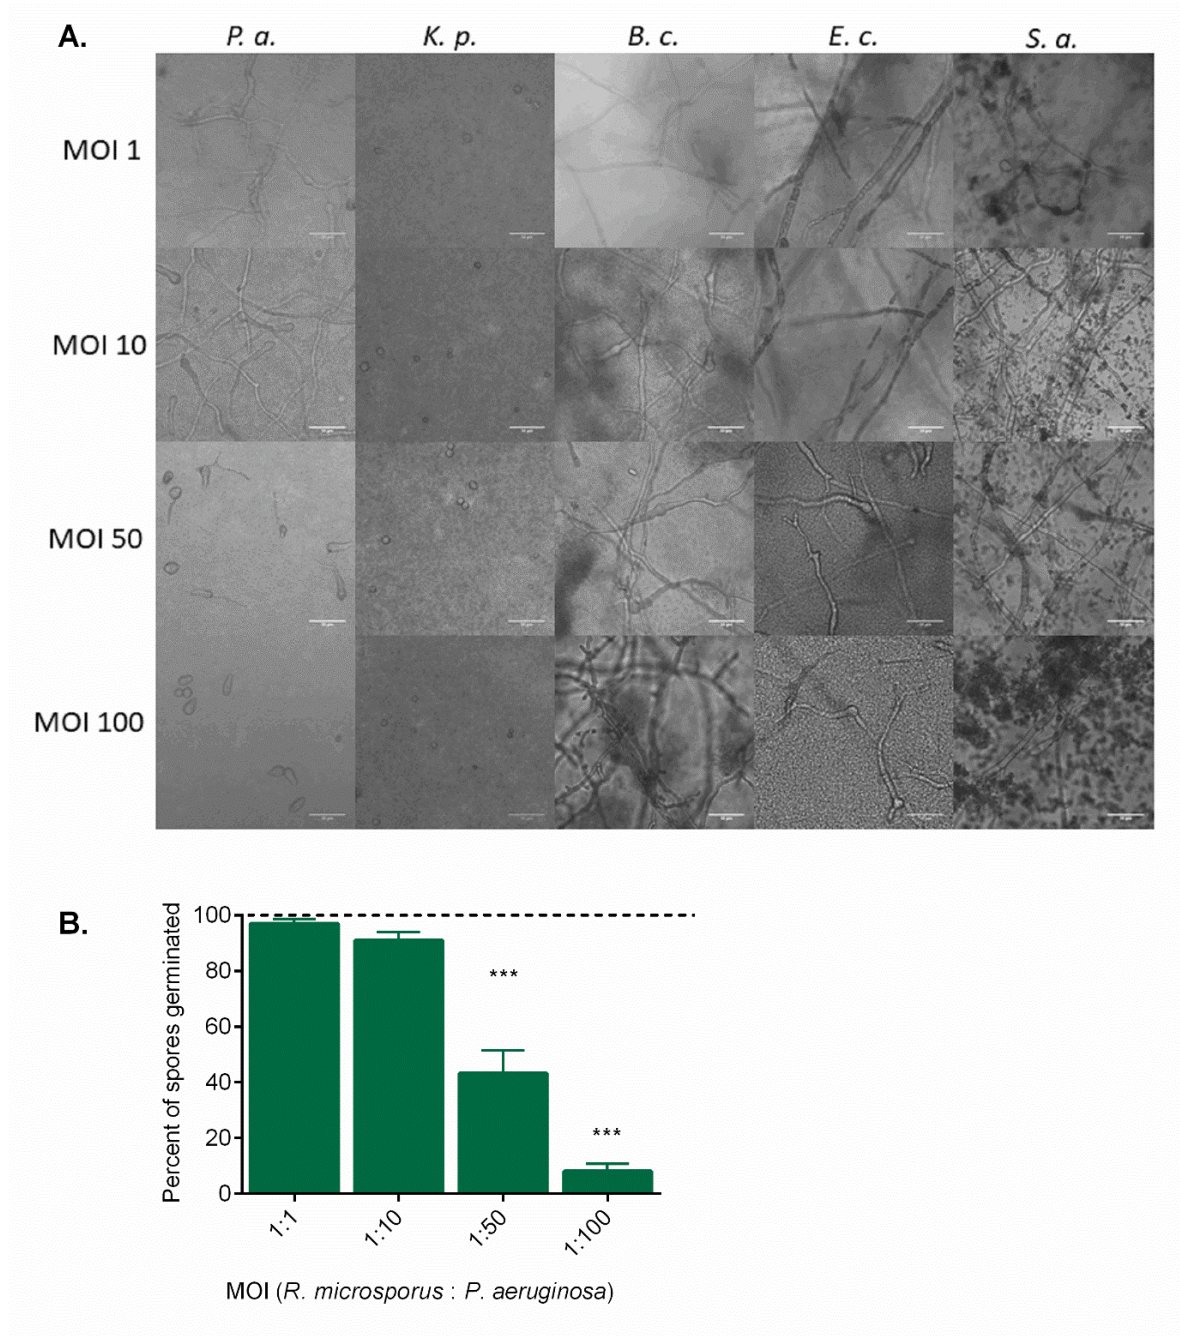 A.
P. a. K. p. B. c. E. c. S. a.
MOI 1
MOI 10
MOI 50
MOI 100
B.
Percent of spores germinated
100
80
60
40
20
0
***
***
1:1 1:10 1:50 1:100
MOI (R. microsporus : P. aeruginosa)